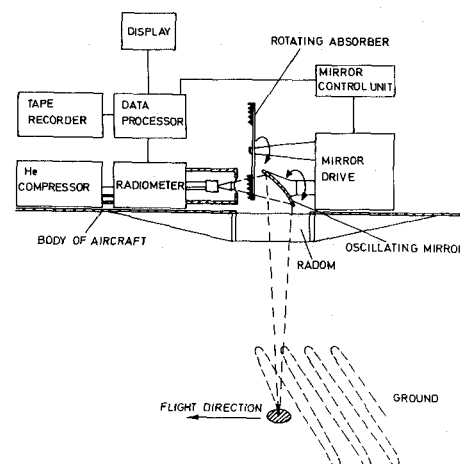 DISPLAY
ROTATING ABSORBER
MIRROR
CONTROL UNIT
TAPE
RECORDER
DATA
PROCESSOR
MIRROR
DRIVE
He
COMPRESSOR
RADIOMETER
BODY OF AIRCRAFT
OSCILLATING MIRROR
RADOM
GROUND
FLIGHT DIRECTION